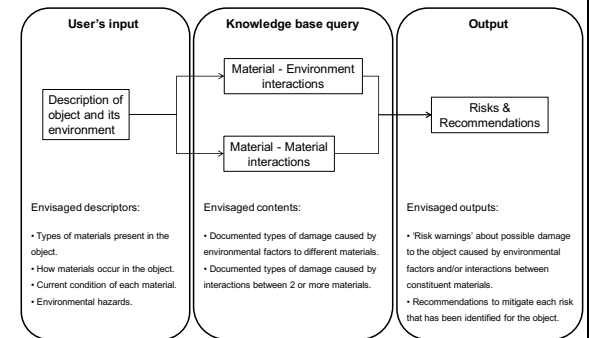 User's input
Description of
object and its
environment
Envisaged descriptors:
• Types of materials present in the
object.
• How materials occur in the object.
• Current condition of each material.
• Environmental hazards.
Knowledge base query
Material - Environment
interactions
Material - Material
interactions
Envisaged contents:
• Documented types of damage caused by
environmental factors to different materials.
• Documented types of damage caused by
interactions between 2 or more materials.
Output
Risks &
Recommendations
Envisaged outputs:
• 'Risk warnings' about possible damage
to the object caused by environmental
factors and/or interactions between
constituent materials.
• Recommendations to mitigate each risk
that has been identified for the object.